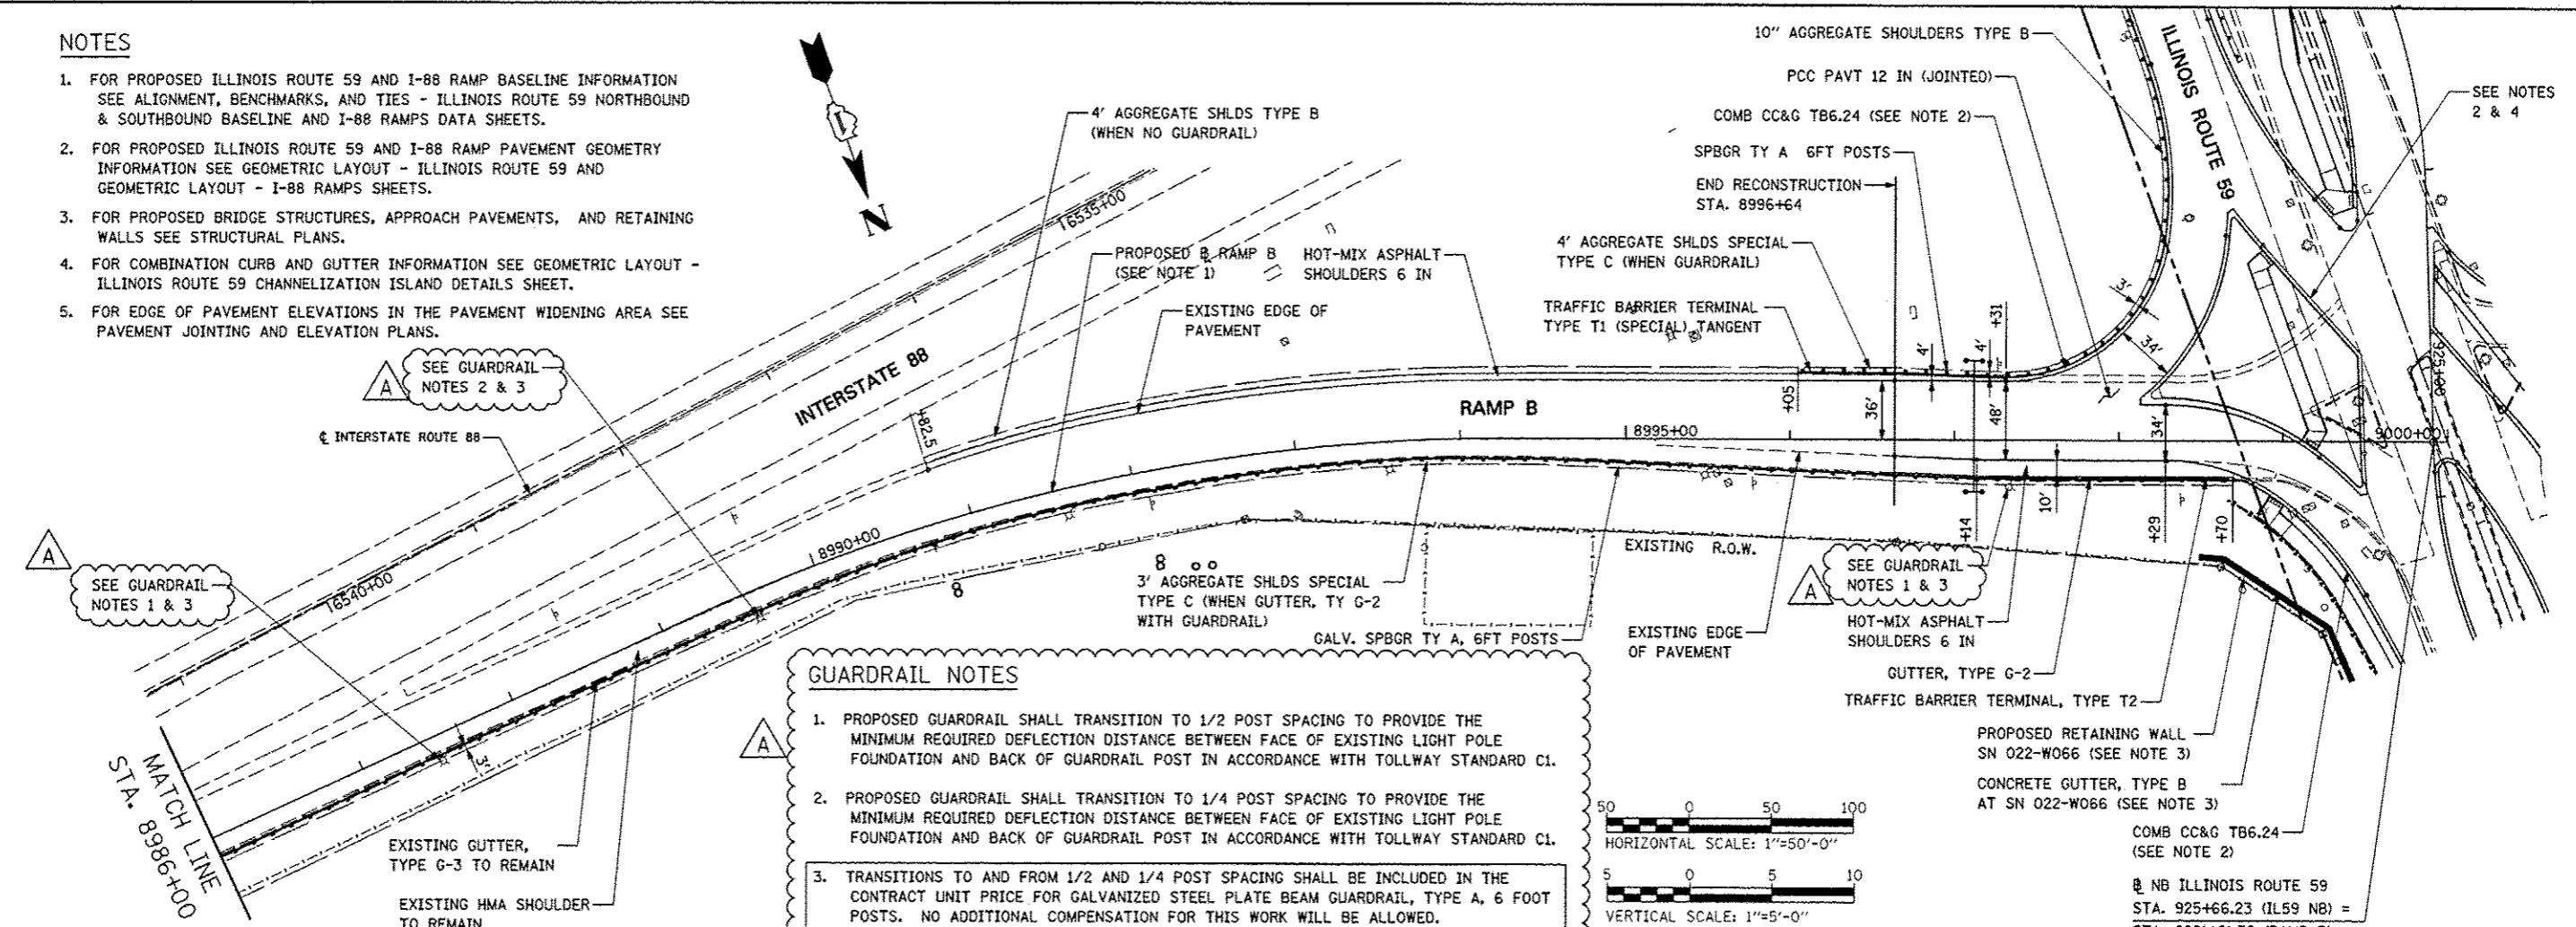 NOTES
1. FOR PROPOSED ILLINOIS ROUTE 59 AND I-88 RAMP BASELINE INFORMATION
SEE ALIGNMENT, BENCHMARKS, AND TIES - ILLINOIS ROUTE 59 NORTHBOUND
& SOUTHBOUND BASELINE AND I-88 RAMPS DATA SHEETS.
2. FOR PROPOSED ILLINOIS ROUTE 59 AND I-88 RAMP PAVEMENT GEOMETRY
INFORMATION SEE GEOMETRIC LAYOUT - ILLINOIS ROUTE 59 AND
GEOMETRIC LAYOUT - I-88 RAMPS SHEETS.
3. FOR PROPOSED BRIDGE STRUCTURES, APPROACH PAVEMENTS, AND RETAINING
WALLS SEE STRUCTURAL PLANS.
4. FOR COMBINATION CURB AND GUTTER INFORMATION SEE GEOMETRIC LAYOUT -
ILLINOIS ROUTE 59 CHANNELIZATION ISLAND DETAILS SHEET.
5. FOR EDGE OF PAVEMENT ELEVATIONS IN THE PAVEMENT WIDENING AREA SEE
PAVEMENT JOINTING AND ELEVATION PLANS.
N
4' AGGREGATE SHLDS TYPE B
(WHEN NO GUARDRAIL)
16535+00
PROPOSED ⅊ RAMP B
(SEE NOTE 1)
HOT-MIX ASPHALT
SHOULDERS 6 IN
EXISTING EDGE OF
PAVEMENT
10" AGGREGATE SHOULDERS TYPE B
PCC PAVT 12 IN (JOINTED)
COMB CC&G TB6.24 (SEE NOTE 2)
SPBGR TY A 6FT POSTS
END RECONSTRUCTION
STA. 8996+64
4' AGGREGATE SHLDS SPECIAL
TYPE C (WHEN GUARDRAIL)
TRAFFIC BARRIER TERMINAL
TYPE T1 (SPECIAL) TANGENT
ILLINOIS ROUTE 59
SEE NOTES
2 & 4
A
SEE GUARDRAIL
NOTES 2 & 3
℄ INTERSTATE ROUTE 88
INTERSTATE 88
+82.5
RAMP B
+05
36'
4'
4'
+31
48'
3'
34'
34'
925+00
8995+00
9000+00
8990+00
16540+00
A
SEE GUARDRAIL
NOTES 1 & 3
3'
8
8
3' AGGREGATE SHLDS SPECIAL
TYPE C (WHEN GUTTER, TY G-2
WITH GUARDRAIL)
GALV. SPBGR TY A, 6FT POSTS
EXISTING R.O.W.
EXISTING EDGE
OF PAVEMENT
+14
10'
+29
+70
A
SEE GUARDRAIL
NOTES 1 & 3
HOT-MIX ASPHALT
SHOULDERS 6 IN
GUTTER, TYPE G-2
TRAFFIC BARRIER TERMINAL, TYPE T2
PROPOSED RETAINING WALL
SN 022-W066 (SEE NOTE 3)
CONCRETE GUTTER, TYPE B
AT SN 022-W066 (SEE NOTE 3)
COMB CC&G TB6.24
(SEE NOTE 2)
⅊ NB ILLINOIS ROUTE 59
STA. 925+66.23 (IL59 NB) =
MATCH LINE
STA. 8986+00
EXISTING GUTTER,
TYPE G-3 TO REMAIN
EXISTING HMA SHOULDER
TO REMAIN
A
GUARDRAIL NOTES
1. PROPOSED GUARDRAIL SHALL TRANSITION TO 1/2 POST SPACING TO PROVIDE THE
MINIMUM REQUIRED DEFLECTION DISTANCE BETWEEN FACE OF EXISTING LIGHT POLE
FOUNDATION AND BACK OF GUARDRAIL POST IN ACCORDANCE WITH TOLLWAY STANDARD C1.
2. PROPOSED GUARDRAIL SHALL TRANSITION TO 1/4 POST SPACING TO PROVIDE THE
MINIMUM REQUIRED DEFLECTION DISTANCE BETWEEN FACE OF EXISTING LIGHT POLE
FOUNDATION AND BACK OF GUARDRAIL POST IN ACCORDANCE WITH TOLLWAY STANDARD C1.
3. TRANSITIONS TO AND FROM 1/2 AND 1/4 POST SPACING SHALL BE INCLUDED IN THE
CONTRACT UNIT PRICE FOR GALVANIZED STEEL PLATE BEAM GUARDRAIL, TYPE A, 6 FOOT
POSTS. NO ADDITIONAL COMPENSATION FOR THIS WORK WILL BE ALLOWED.
50 0 50 100
HORIZONTAL SCALE: 1"=50'-0"
5 0 5 10
VERTICAL SCALE: 1"=5'-0"